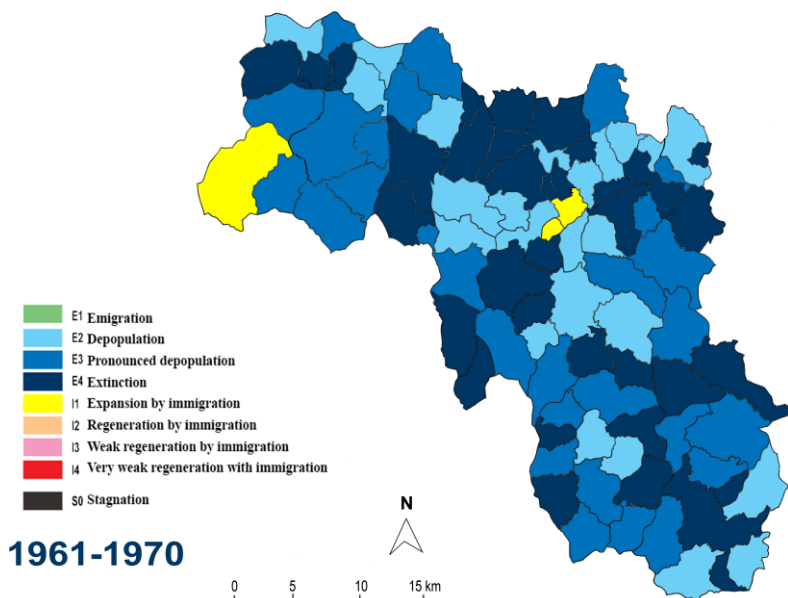 E1 Emigration
E2 Depopulation
E3 Pronounced depopulation
E4 Extinction
I1 Expansion by immigration
I2 Regeneration by immigration
I3 Weak regeneration by immigration
I4 Very weak regeneration with immigration
S0 Stagnation
N
1961-1970
0 5 10 15 km